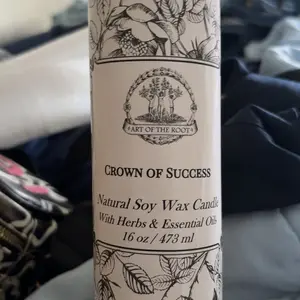 ART OF THE ROOT
CROWN OF SUCCESS
Natural Soy Wax Candle
With Herbs & Essential Oils
16 oz / 473 ml